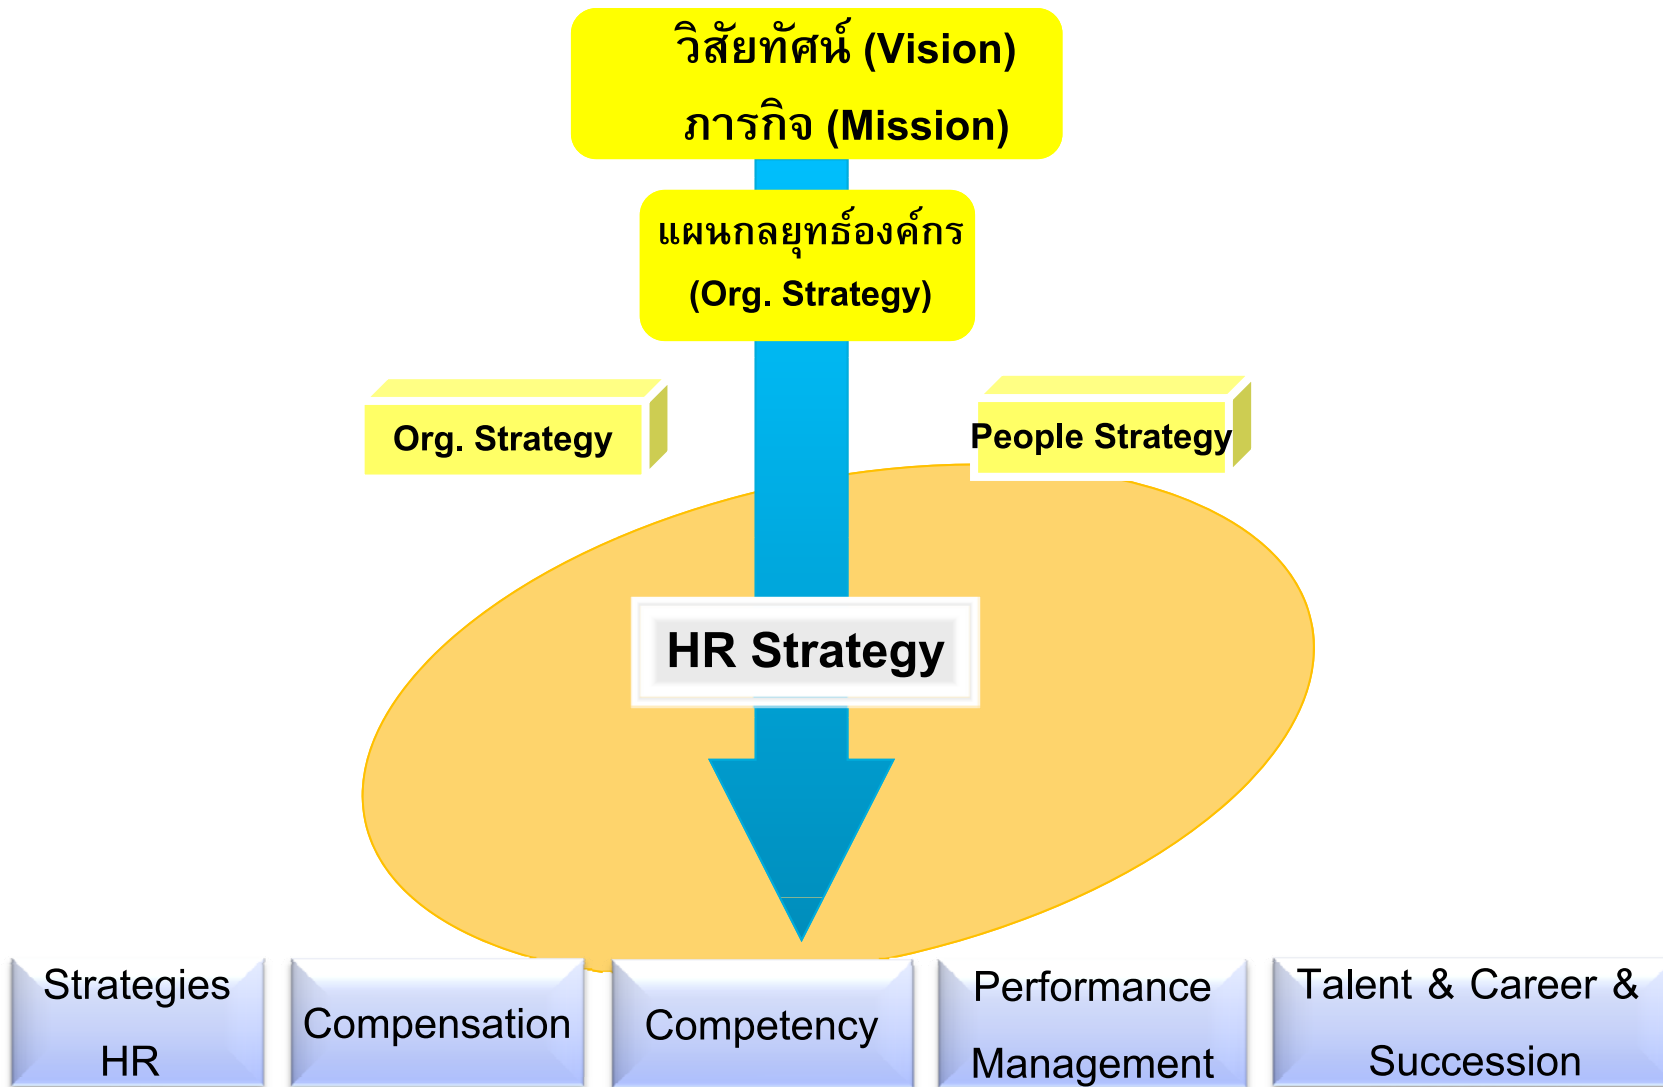 วิสัยทัศน์ (Vision)
ภารกิจ (Mission)
แผนกลยุทธ์องค์กร
(Org. Strategy)
Org. Strategy
People Strategy
HR Strategy
Strategies
HR
Compensation
Competency
Performance
Management
Talent & Career &
Succession